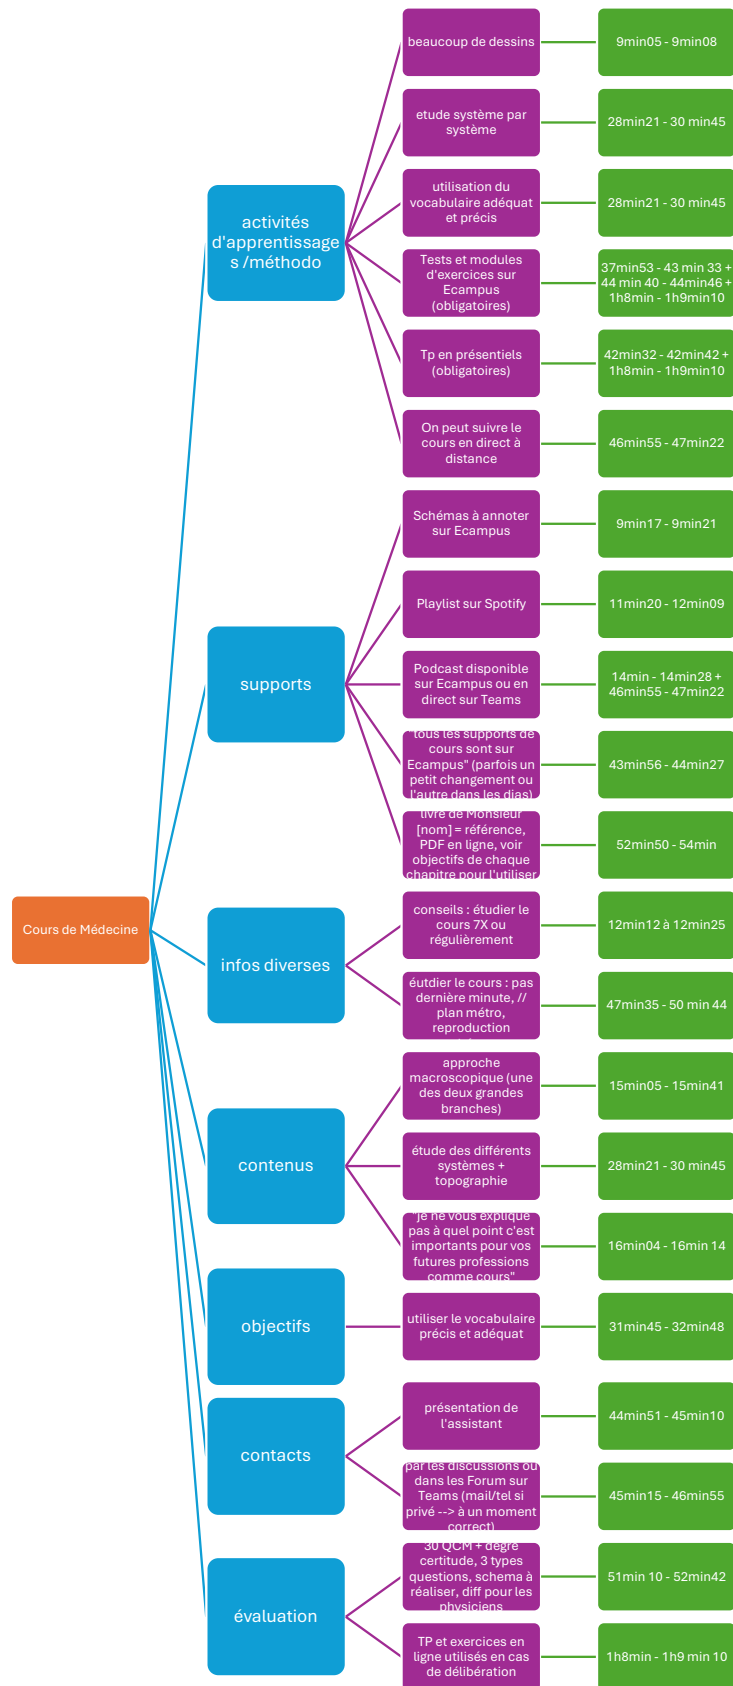 beaucoup de dessins
9min05 - 9min08
etude système par
système
28min21 - 30 min45
utilisation du
vocabulaire adéquat
et précis
28min21 - 30 min45
activités
d'apprentissage
s /méthodo
Tests et modules
d'exercices sur
Ecampus
(obligatoires)
37min53 - 43 min 33 +
44 min 40 - 44min46 +
1h8min - 1h9min10
Tp en présentiels
(obligatoires)
42min32 - 42min42 +
1h8min - 1h9min10
On peut suivre le
cours en direct à
distance
46min55 - 47min22
Schémas à annoter
sur Ecampus
9min17 - 9min21
Playlist sur Spotify
11min20 - 12min09
supports
Podcast disponible
sur Ecampus ou en
direct sur Teams
14min - 14min28 +
46min55 - 47min22
"tous les supports de
cours sont sur
Ecampus" (parfois un
petit changement ou
l'autre dans les dias)
43min56 - 44min27
livre de Monsieur
[nom] = référence,
PDF en ligne, voir
objectifs de chaque
chapitre pour l'utiliser
52min50 - 54min
Cours de Médecine
infos diverses
conseils : étudier le
cours 7X ou
régulièrement
12min12 à 12min25
éutdier le cours : pas
dernière minute, //
plan métro,
reproduction
47min35 - 50 min 44
contenus
approche
macroscopique (une
des deux grandes
branches)
15min05 - 15min41
étude des différents
systèmes +
topographie
28min21 - 30 min45
"je ne vous explique
pas à quel point c'est
importants pour vos
futures professions
comme cours"
16min04 - 16min 14
objectifs
utiliser le vocabulaire
précis et adéquat
31min45 - 32min48
contacts
présentation de
l'assistant
44min51 - 45min10
par les discussions ou
dans les Forum sur
Teams (mail/tel si
privé --> à un moment
correct)
45min15 - 46min55
évaluation
30 QCM + degré
certitude, 3 types
questions, schema à
réaliser, diff pour les
physiciens
51min 10 - 52min42
TP et exercices en
ligne utilisés en cas
de délibération
1h8min - 1h9 min 10